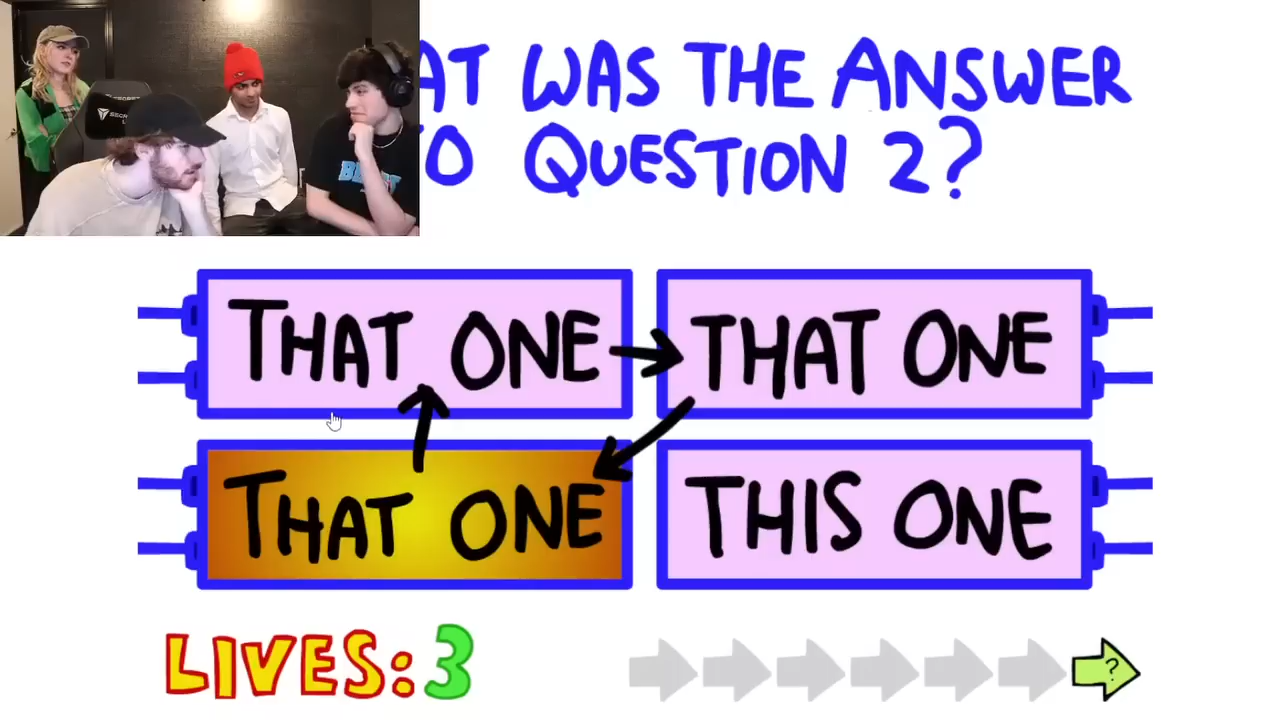 AT WAS THE ANSWER
O QUESTION 2?
THAT ONE
THAT ONE
THAT ONE
THIS ONE
LIVES: 3
?